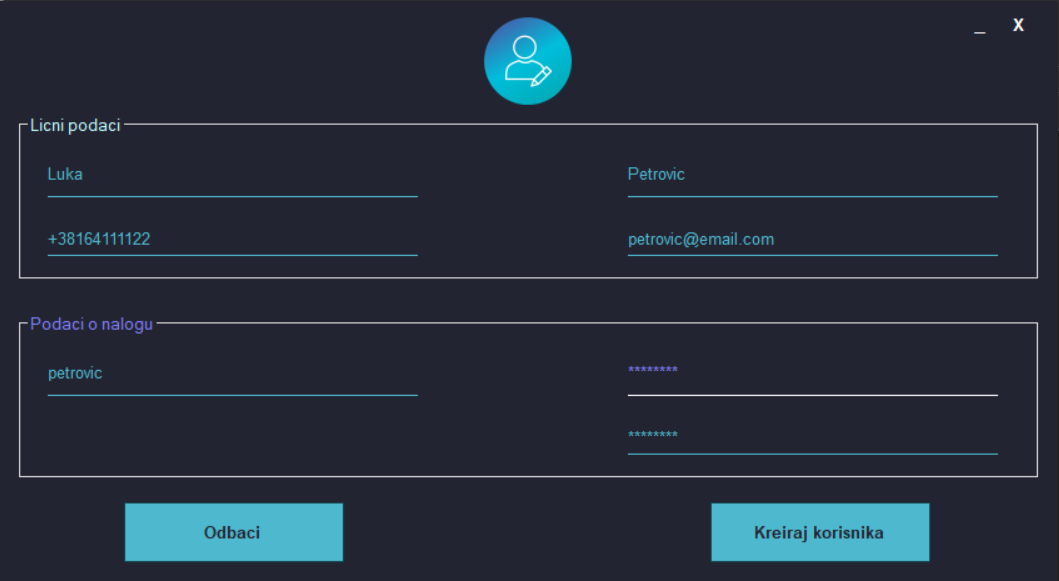 _ X
Licni podaci
Luka Petrovic
+38164111122 petrovic@email.com
Podaci o nalogu
petrovic ********
********
Odbaci Kreiraj korisnika